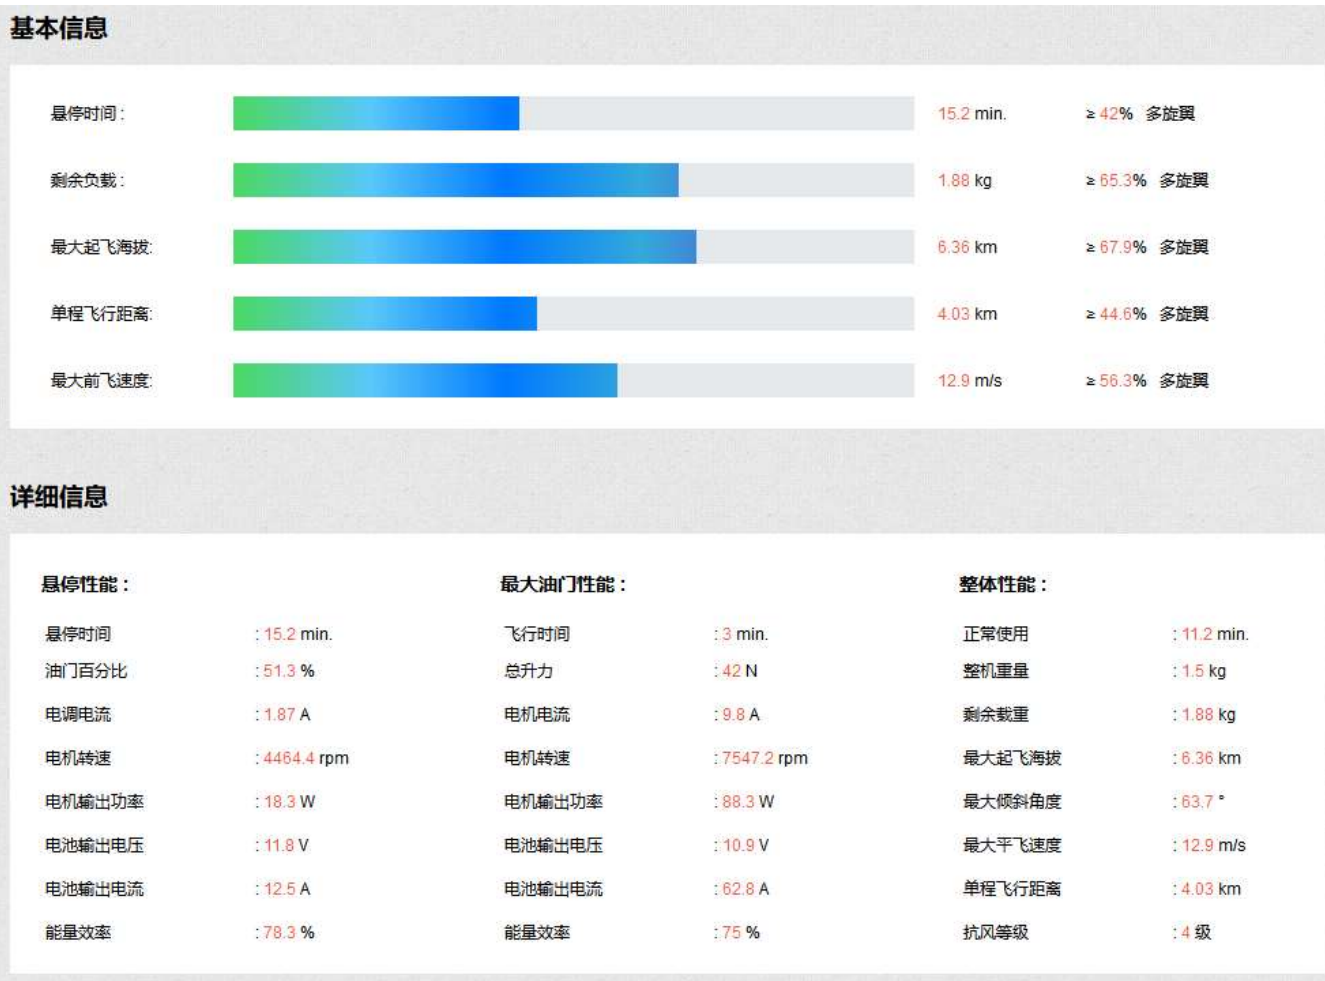 基本信息
悬停时间： 15.2 min. ≥ 42% 多旋翼
剩余负载： 1.88 kg ≥ 65.3% 多旋翼
最大起飞海拔: 6.36 km ≥ 67.9% 多旋翼
单程飞行距离: 4.03 km ≥ 44.6% 多旋翼
最大前飞速度: 12.9 m/s ≥ 56.3% 多旋翼
详细信息
悬停性能： 最大油门性能： 整体性能：
悬停时间 : 15.2 min. 飞行时间 : 3 min. 正常使用 : 11.2 min.
油门百分比 : 51.3 % 总升力 : 42 N 整机重量 : 1.5 kg
电调电流 : 1.87 A 电机电流 : 9.8 A 剩余载重 : 1.88 kg
电机转速 : 4464.4 rpm 电机转速 : 7547.2 rpm 最大起飞海拔 : 6.36 km
电机输出功率 : 18.3 W 电机输出功率 : 88.3 W 最大倾斜角度 : 63.7 °
电池输出电压 : 11.8 V 电池输出电压 : 10.9 V 最大平飞速度 : 12.9 m/s
电池输出电流 : 12.5 A 电池输出电流 : 62.8 A 单程飞行距离 : 4.03 km
能量效率 : 78.3 % 能量效率 : 75 % 抗风等级 : 4 级